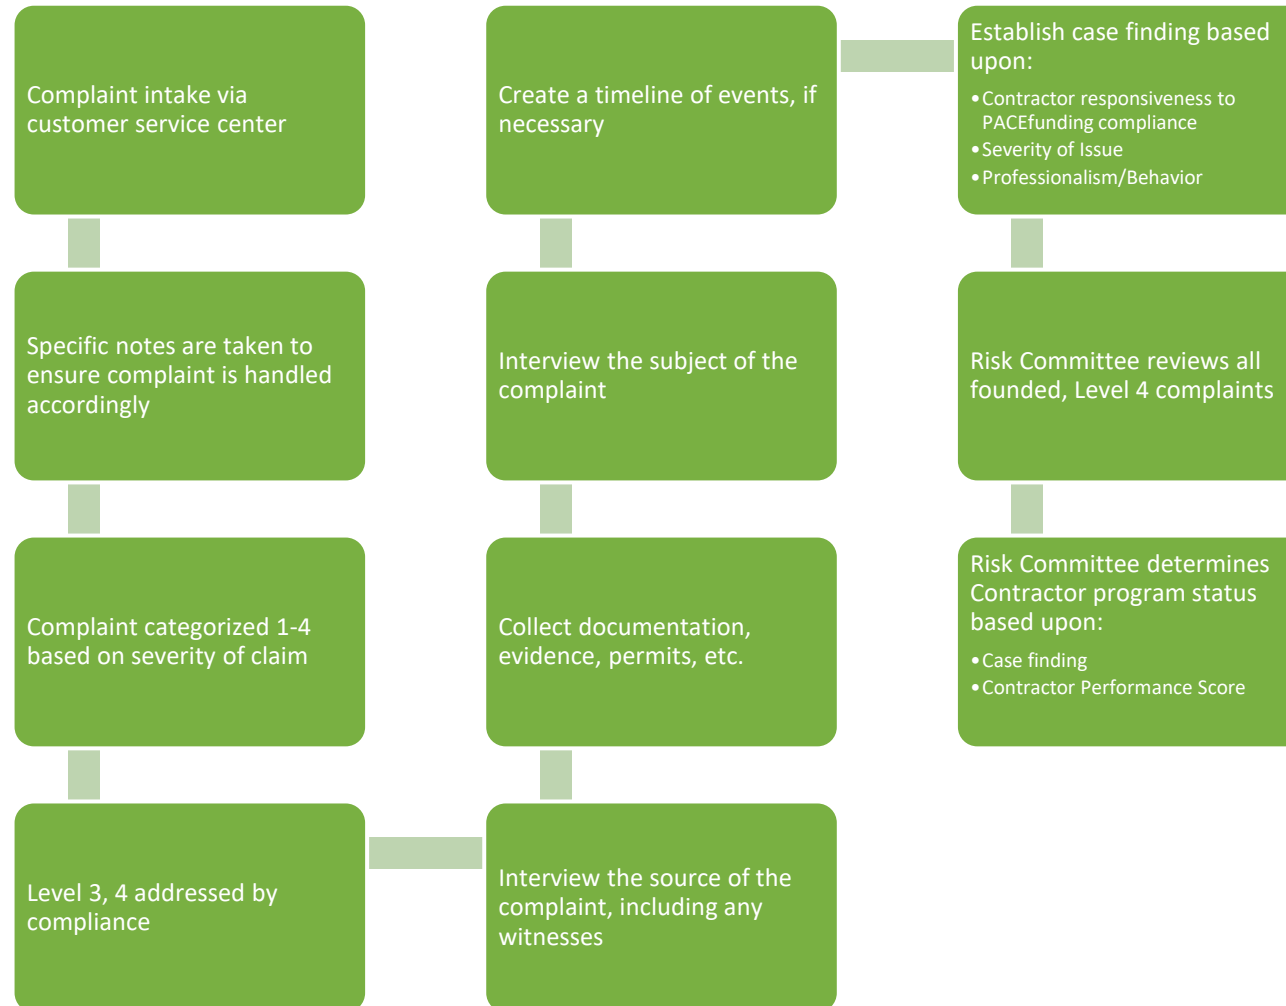 Complaint intake via
customer service center
Specific notes are taken to
ensure complaint is handled
accordingly
Complaint categorized 1-4
based on severity of claim
Level 3, 4 addressed by
compliance
Interview the source of the
complaint, including any
witnesses
Collect documentation,
evidence, permits, etc.
Interview the subject of the
complaint
Create a timeline of events, if
necessary
Establish case finding based
upon:
•Contractor responsiveness to
PACEfunding compliance
•Severity of Issue
•Professionalism/Behavior
Risk Committee reviews all
founded, Level 4 complaints
Risk Committee determines
Contractor program status
based upon:
•Case finding
•Contractor Performance Score